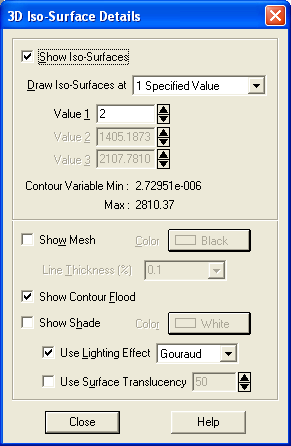 3D Iso-Surface Details
Show Iso-Surfaces
Draw Iso-Surfaces at 1 Specified Value
Value 1 2
Value 2 1405.1873
Value 3 2107.7810
Contour Variable Min : 2.72951e-006
Max : 2810.37
Show Mesh Color Black
Line Thickness (%) 0.1
Show Contour Flood
Show Shade Color White
Use Lighting Effect Gouraud
Use Surface Translucency 50
Close Help